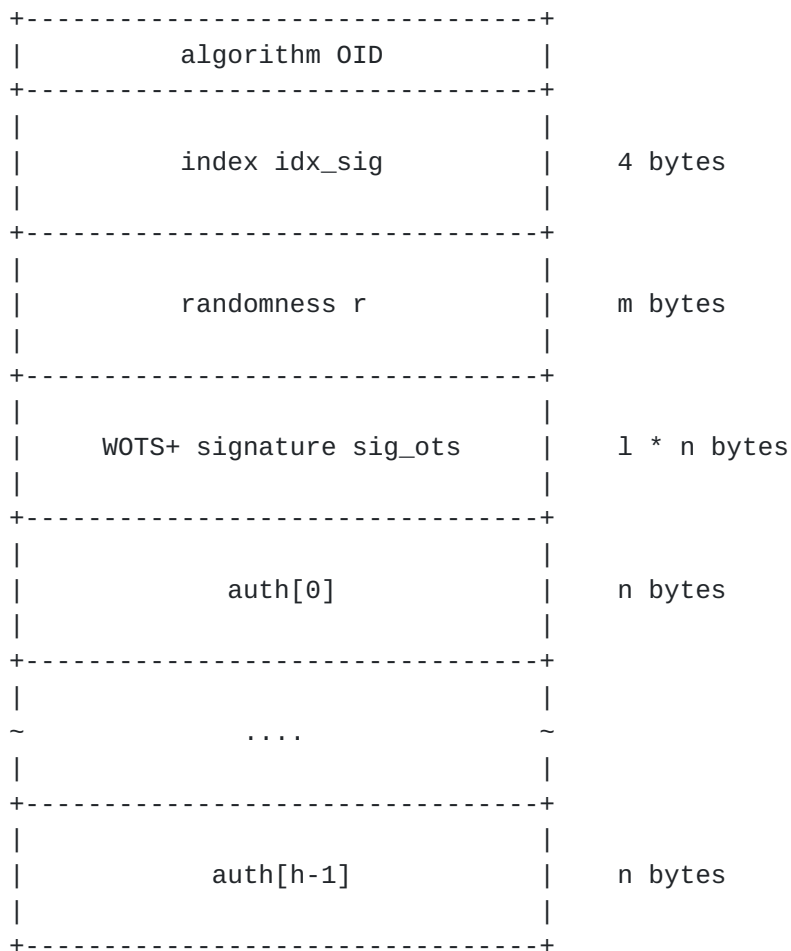 +---------------------------------+
|          algorithm OID          |
+---------------------------------+
|                                 |
|          index idx_sig          |    4 bytes
|                                 |
+---------------------------------+
|                                 |
|          randomness r           |    m bytes
|                                 |
+---------------------------------+
|                                 |
|     WOTS+ signature sig_ots     |    l * n bytes
|                                 |
+---------------------------------+
|                                 |
|             auth[0]             |    n bytes
|                                 |
+---------------------------------+
|                                 |
~              ....               ~
|                                 |
+---------------------------------+
|                                 |
|            auth[h-1]            |    n bytes
|                                 |
+---------------------------------+